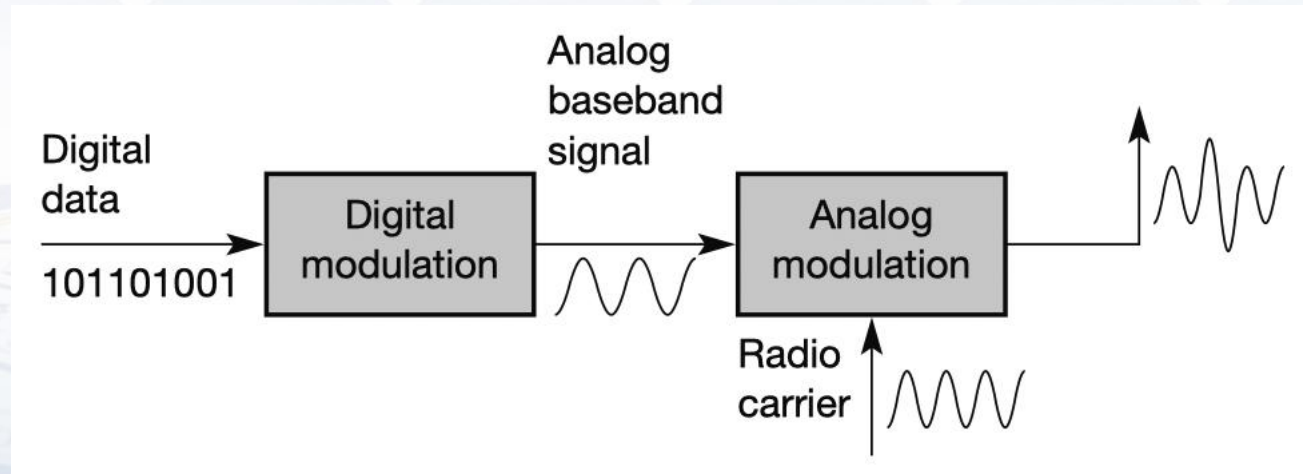 Digital
data
101101001
Digital
modulation
Analog
baseband
signal
Analog
modulation
Radio
carrier